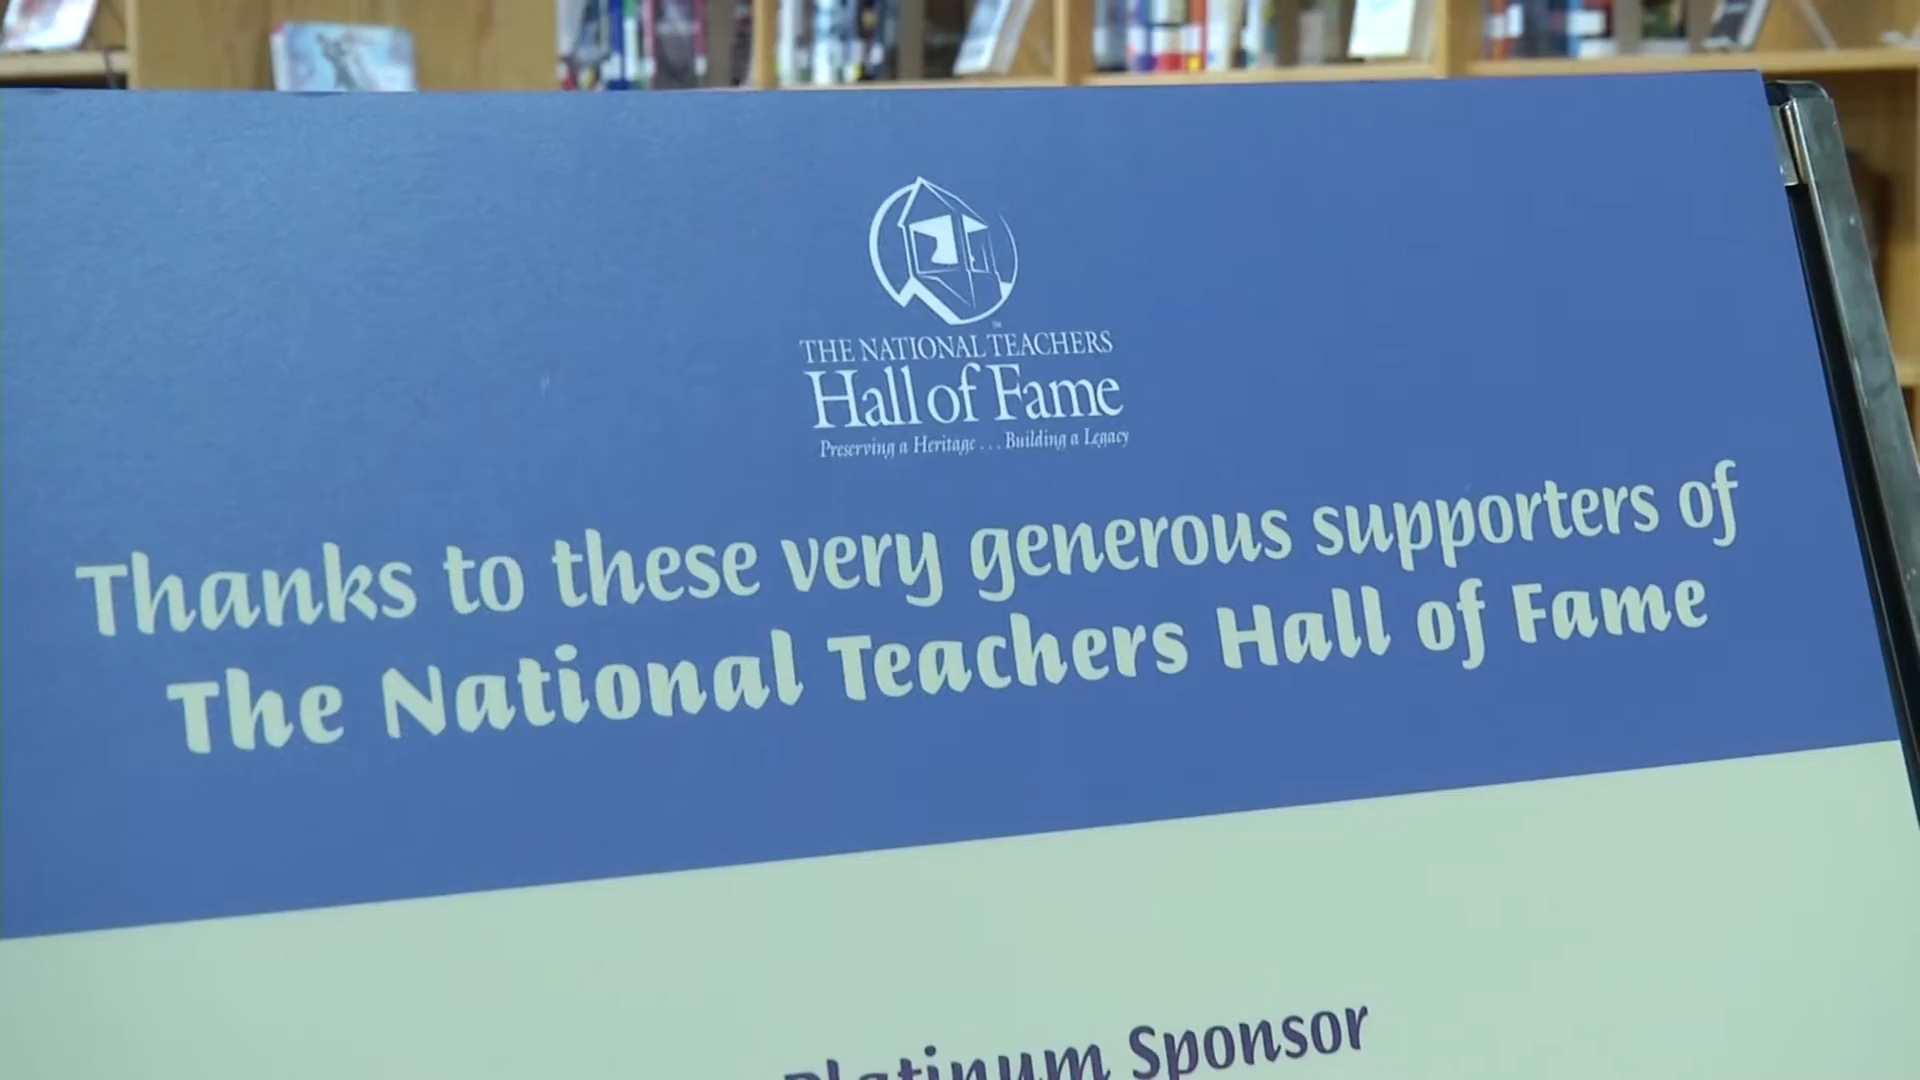 THE NATIONAL TEACHERS
Hall of Fame
Preserving a Heritage . . . Building a Legacy
Thanks to these very generous supporters of
The National Teachers Hall of Fame
Platinum Sponsor